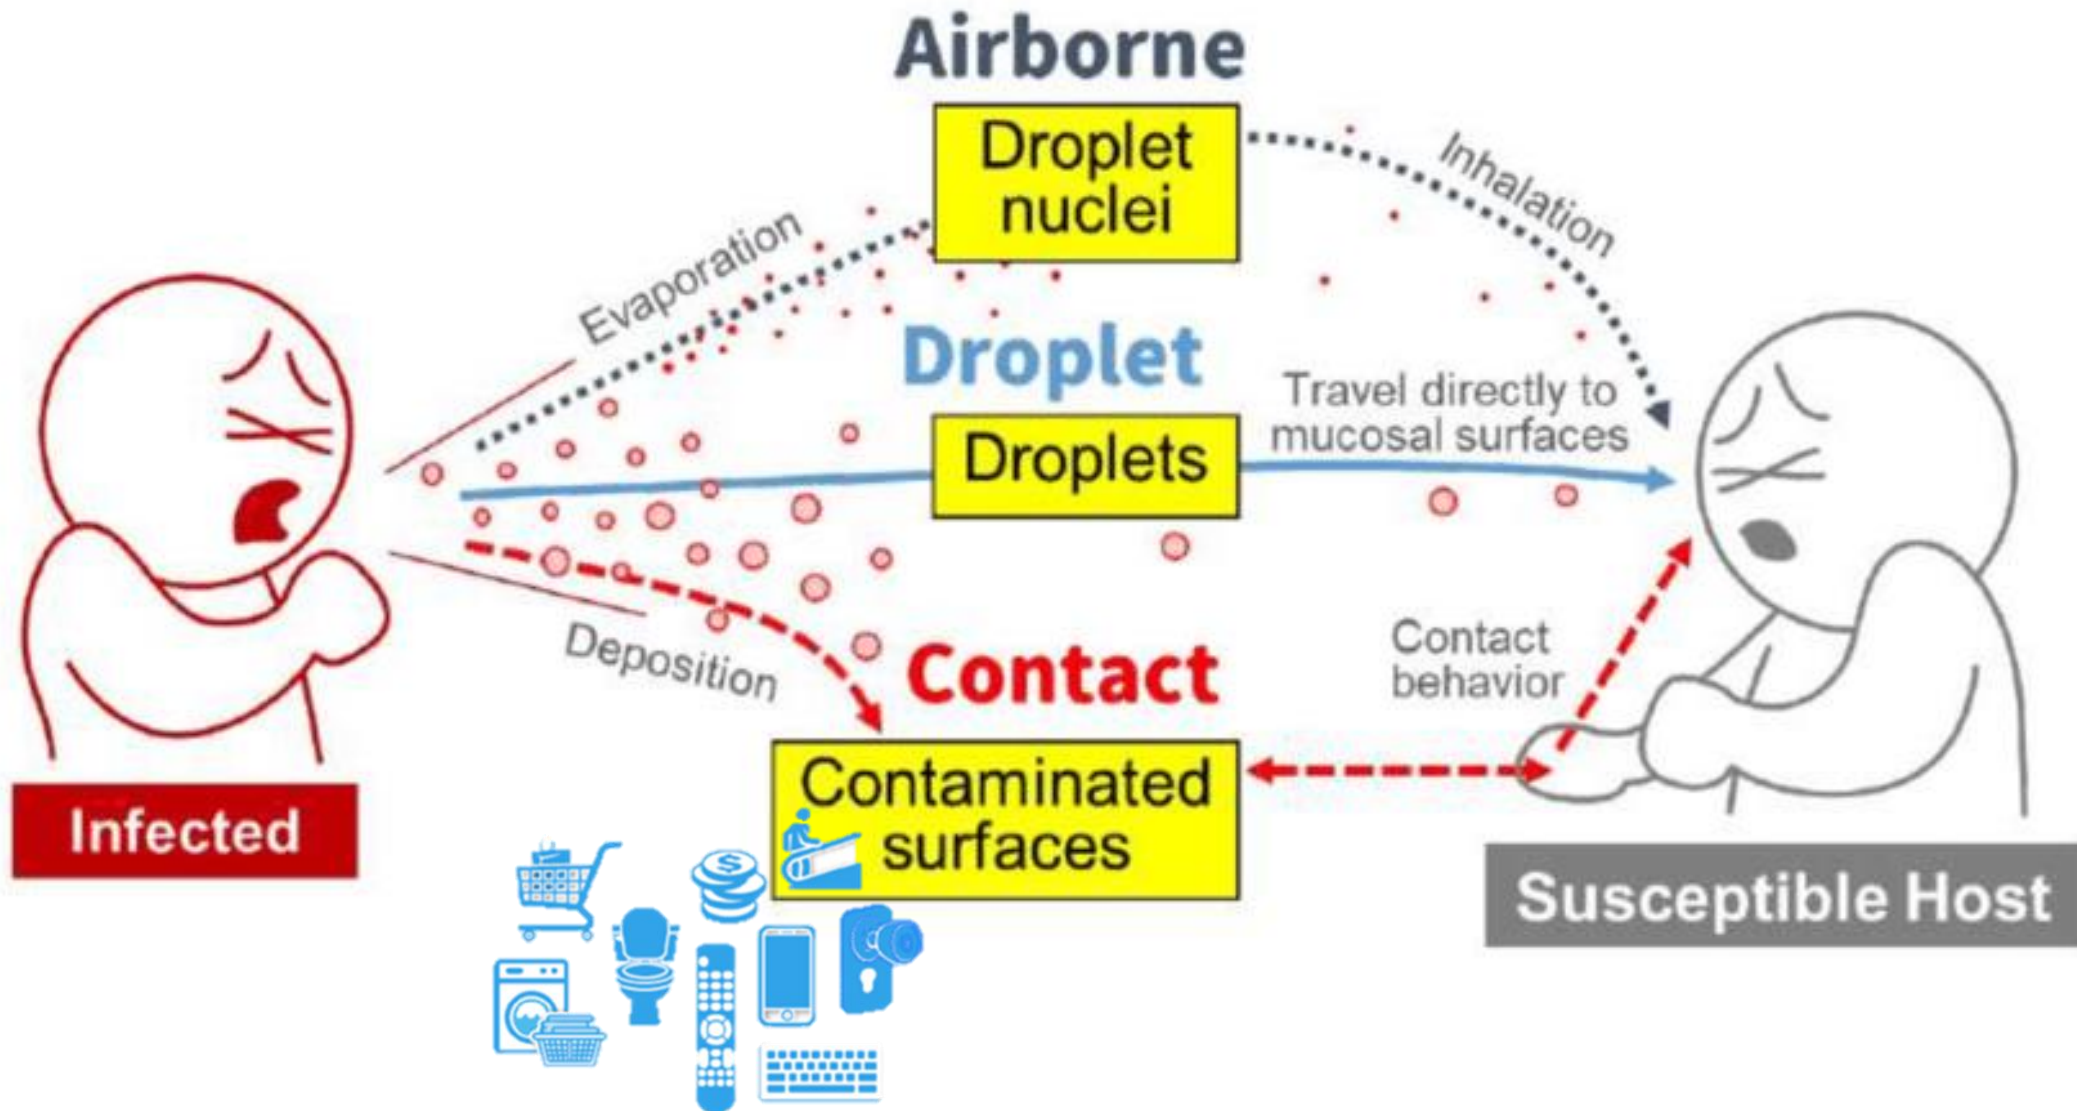 Airborne
Droplet
nuclei
Evaporation
Inhalation
Droplet
Travel directly to
mucosal surfaces
Droplets
Deposition
Contact
Contact
behavior
Contaminated
surfaces
Infected
Susceptible Host
$